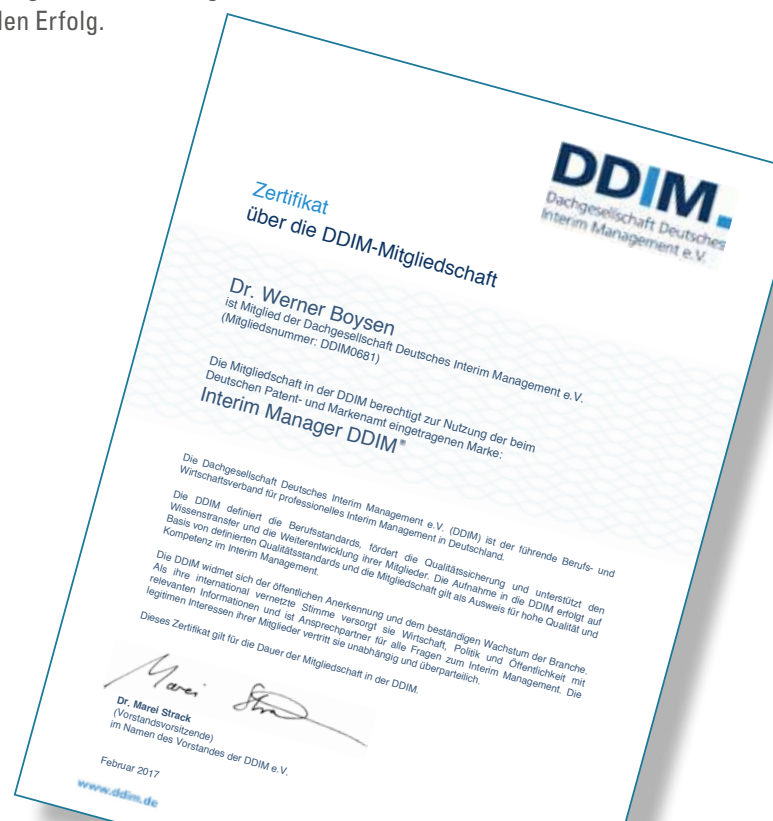 den Erfolg.
DDIM.
Dachgesellschaft Deutsches
Interim Management e.V.
Zertifikat
über die DDIM-Mitgliedschaft
Dr. Werner Boysen
ist Mitglied der Dachgesellschaft Deutsches Interim Management e.V.
(Mitgliedsnummer: DDIM0681)
Die Mitgliedschaft in der DDIM berechtigt zur Nutzung der beim
Deutschen Patent- und Markenamt eingetragenen Marke:
Interim Manager DDIM®
Die Dachgesellschaft Deutsches Interim Management e.V. (DDIM) ist der führende Berufs- und
Wirtschaftsverband für professionelles Interim Management in Deutschland.
Die DDIM definiert die Berufsstandards, fördert die Qualitätssicherung und unterstützt den
Wissenstransfer und die Weiterentwicklung ihrer Mitglieder. Die Aufnahme in die DDIM erfolgt auf
Basis von definierten Qualitätsstandards und die Mitgliedschaft gilt als Ausweis für hohe Qualität und
Kompetenz im Interim Management.
Die DDIM widmet sich der öffentlichen Anerkennung und dem beständigen Wachstum der Branche.
Als ihre international vernetzte Stimme versorgt sie Wirtschaft, Politik und Öffentlichkeit mit
relevanten Informationen und ist Ansprechpartner für alle Fragen zum Interim Management. Die
legitimen Interessen ihrer Mitglieder vertritt sie unabhängig und überparteilich.
Dieses Zertifikat gilt für die Dauer der Mitgliedschaft in der DDIM.
Marei Stra
Dr. Marei Strack
(Vorstandsvorsitzende)
im Namen des Vorstandes der DDIM e.V.
Februar 2017
www.ddim.de